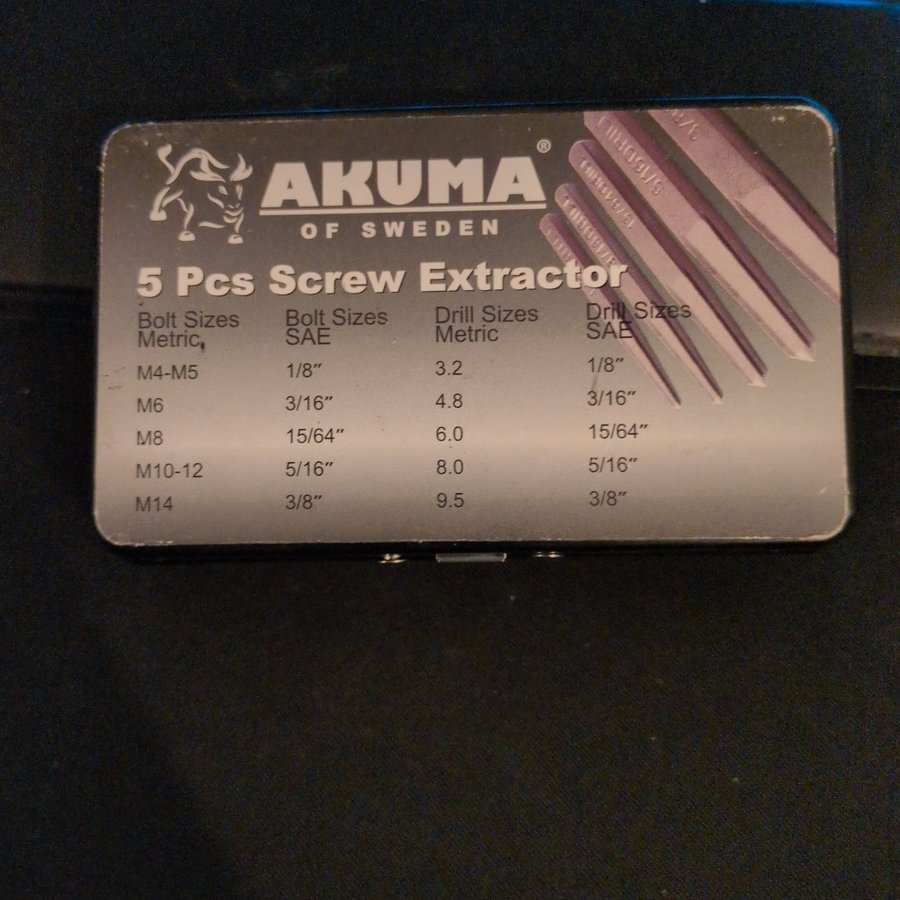 AKUMA®
OF SWEDEN
5 Pcs Screw Extractor
Bolt Sizes Metric Bolt Sizes SAE Drill Sizes Metric Drill Sizes SAE
M4-M5 1/8″ 3.2 1/8″
M6 3/16″ 4.8 3/16″
M8 15/64″ 6.0 15/64″
M10-12 5/16″ 8.0 5/16″
M14 3/8″ 9.5 3/8″